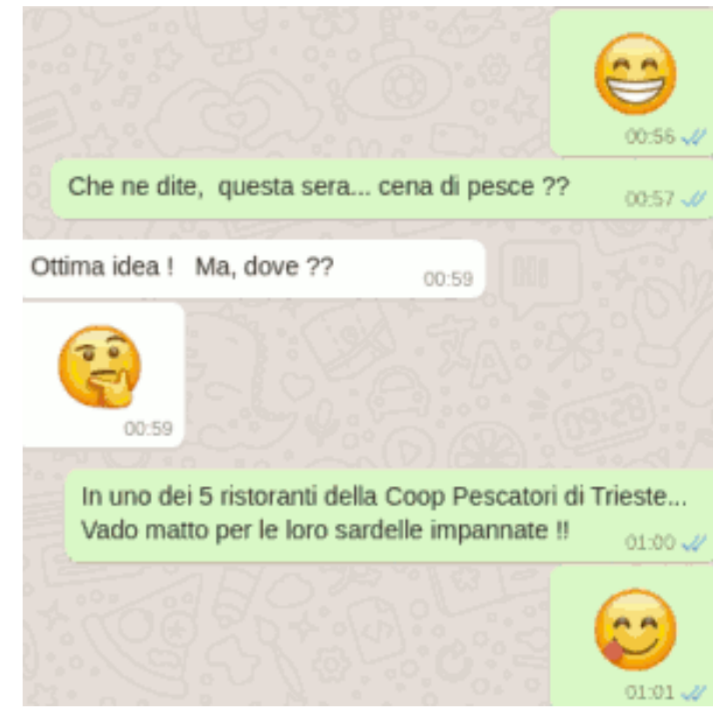 00:56
Che ne dite, questa sera... cena di pesce ??
00:57
Ottima idea ! Ma, dove ??
00:59
00:59
In uno dei 5 ristoranti della Coop Pescatori di Trieste...
Vado matto per le loro sardelle impannate !!
01:00
01:01